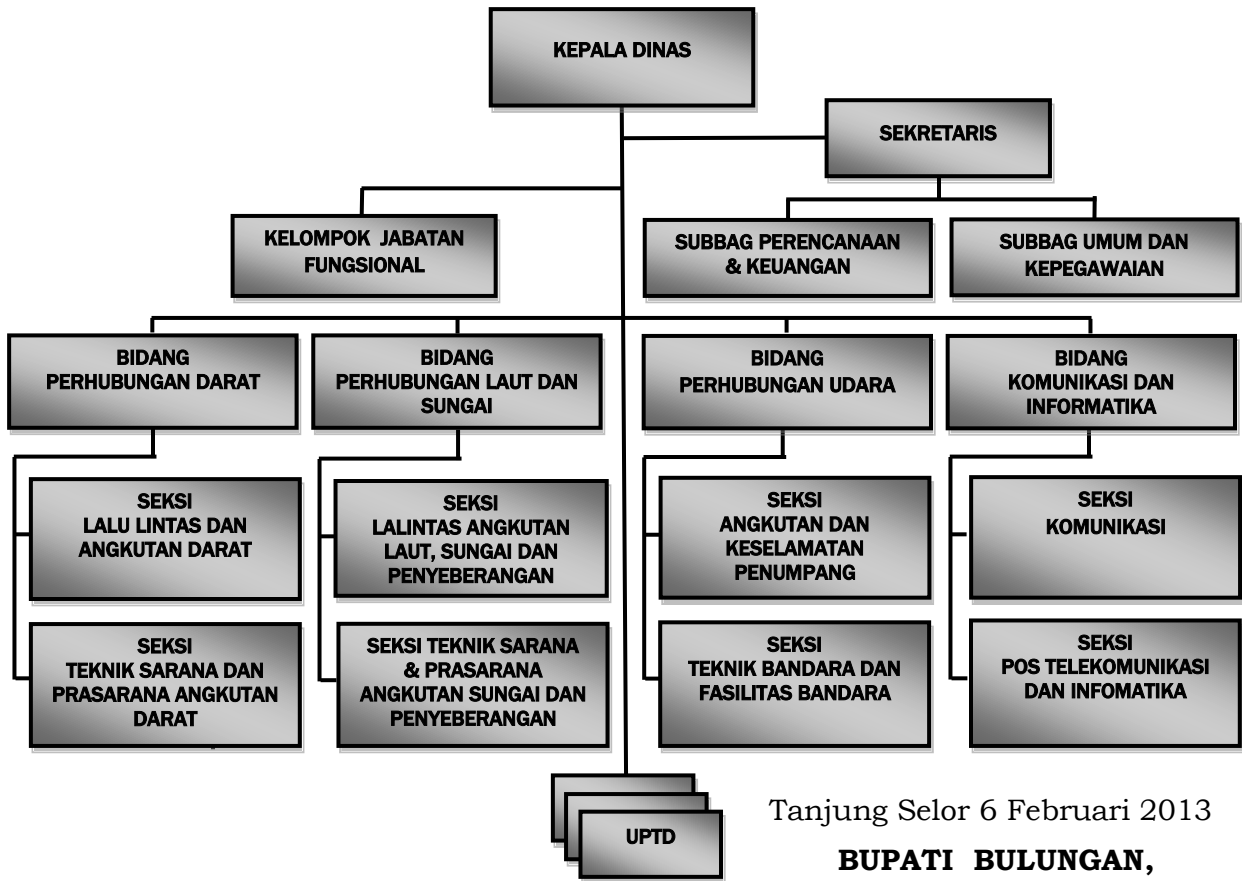 KEPALA DINAS
SEKRETARIS
KELOMPOK JABATAN
FUNGSIONAL
SUBBAG PERENCANAAN
& KEUANGAN
SUBBAG UMUM DAN
KEPEGAWAIAN
BIDANG
PERHUBUNGAN DARAT
BIDANG
PERHUBUNGAN LAUT DAN
SUNGAI
BIDANG
PERHUBUNGAN UDARA
BIDANG
KOMUNIKASI DAN
INFORMATIKA
SEKSI
LALU LINTAS DAN
ANGKUTAN DARAT
SEKSI
LALINTAS ANGKUTAN
LAUT, SUNGAI DAN
PENYEBERANGAN
SEKSI
ANGKUTAN DAN
KESELAMATAN
PENUMPANG
SEKSI
KOMUNIKASI
SEKSI
TEKNIK SARANA DAN
PRASARANA ANGKUTAN
DARAT
SEKSI TEKNIK SARANA
& PRASARANA
ANGKUTAN SUNGAI DAN
PENYEBERANGAN
SEKSI
TEKNIK BANDARA DAN
FASILITAS BANDARA
SEKSI
POS TELEKOMUNIKASI
DAN INFOMATIKA
UPTD
Tanjung Selor 6 Februari 2013
BUPATI BULUNGAN,